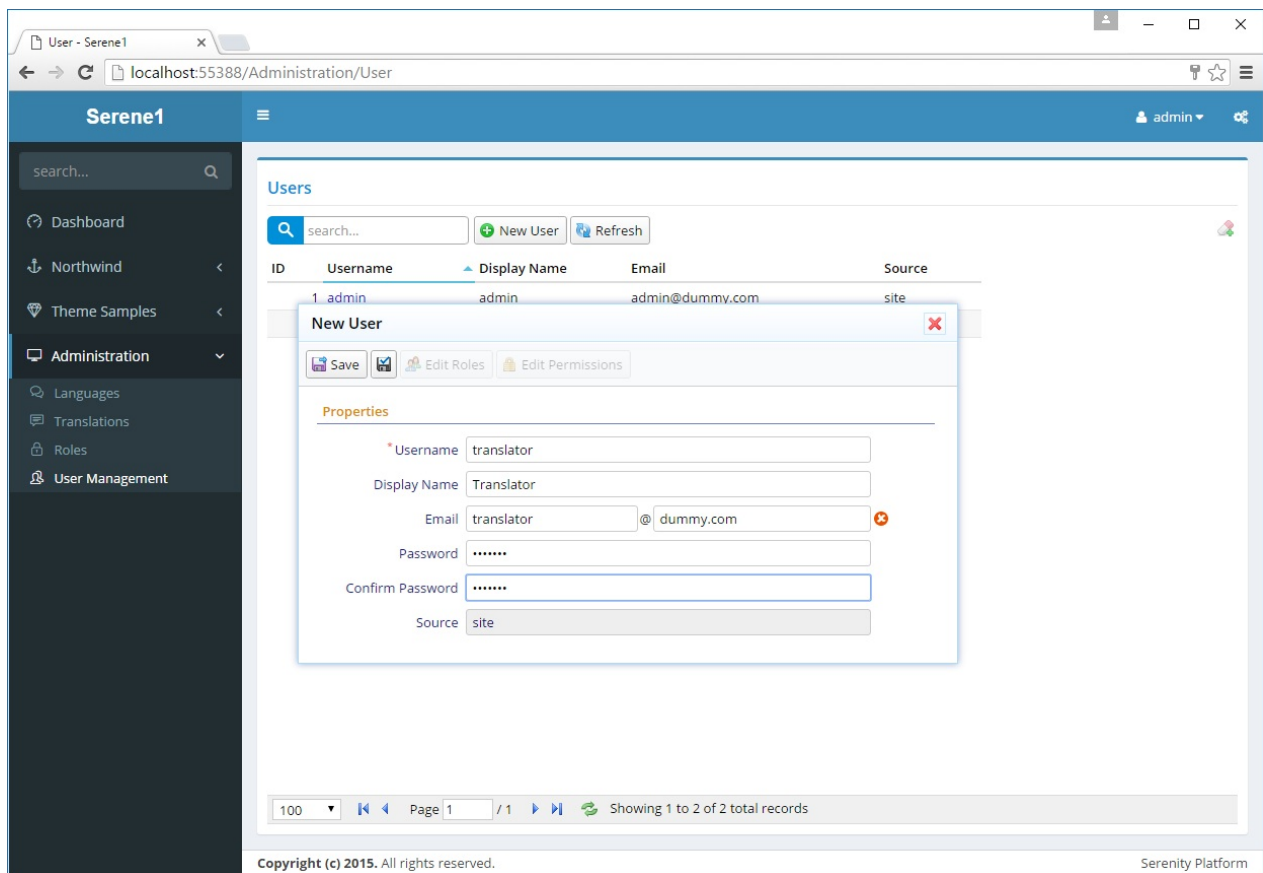 User - Serene1
localhost:55388/Administration/User
Serene1
admin
search...
Dashboard
Northwind
Theme Samples
Administration
Languages
Translations
Roles
User Management
Users
search...
New User
Refresh
ID Username Display Name Email Source
1 admin admin admin@dummy.com site
New User
Save
Edit Roles
Edit Permissions
Properties
*Username translator
Display Name Translator
Email translator @ dummy.com
Password •••••••
Confirm Password •••••••
Source site
100 Page 1 / 1 Showing 1 to 2 of 2 total records
Copyright (c) 2015. All rights reserved. Serenity Platform